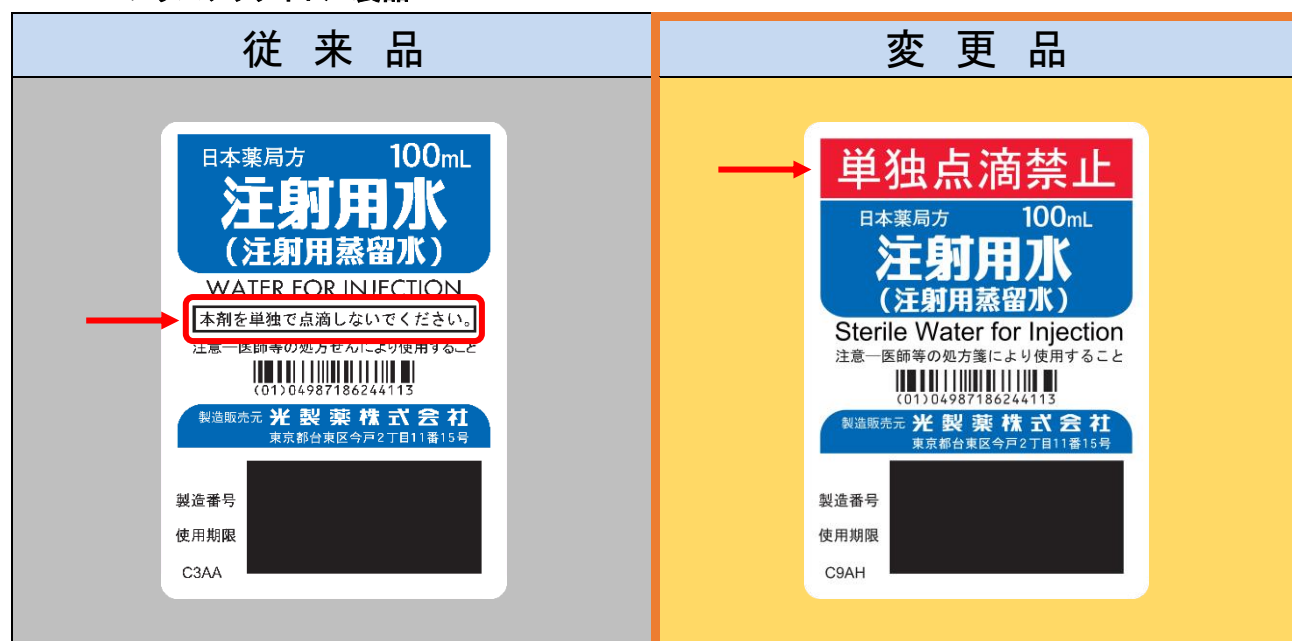 従来品
日本薬局方 100mL
注射用水
(注射用蒸留水)
WATER FOR INJECTION
本剤を単独で点滴しないでください。
注意―医師等の処方せんにより使用すること
(01)04987186244113
製造販売元 光製薬株式会社
東京都台東区今戸2丁目11番15号
製造番号
使用期限
C3AA
変更品
単独点滴禁止
日本薬局方 100mL
注射用水
(注射用蒸留水)
Sterile Water for Injection
注意―医師等の処方箋により使用すること
(01)04987186244113
製造販売元 光製薬株式会社
東京都台東区今戸2丁目11番15号
製造番号
使用期限
C9AH